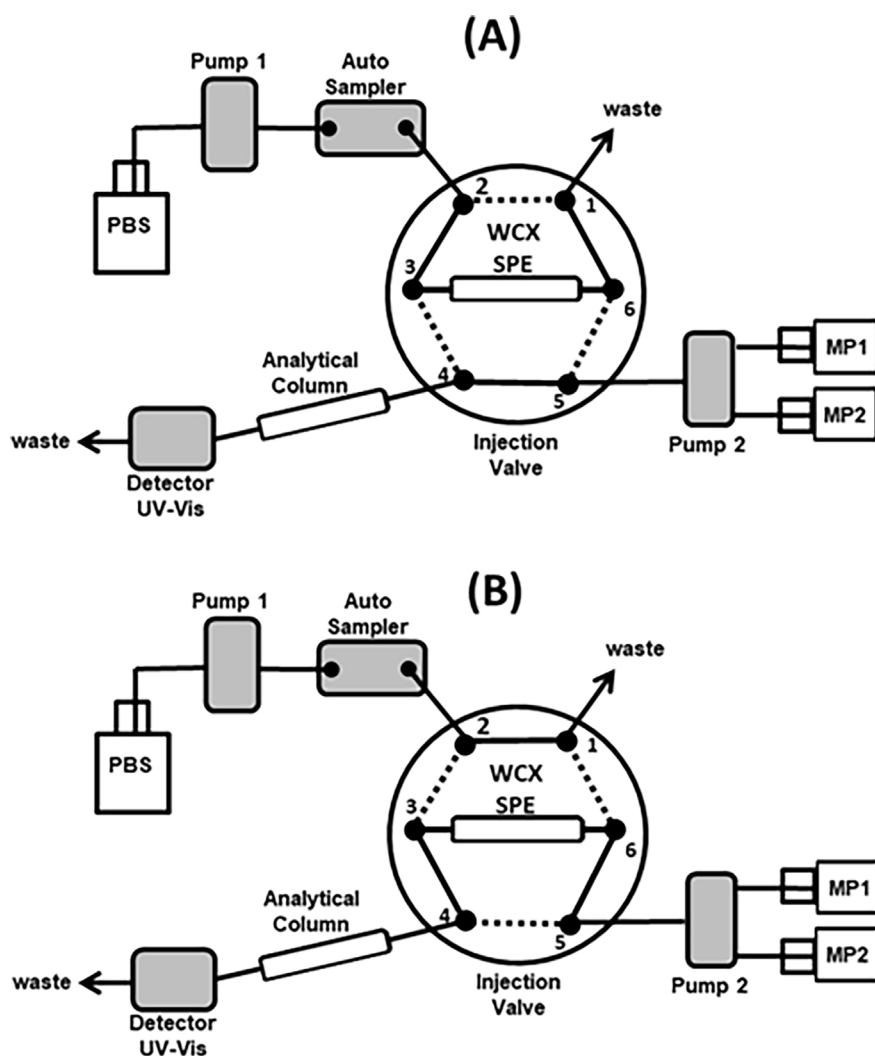 (A)
Pump 1
Auto
Sampler
waste
PBS
2
1
WCX
SPE
3
6
MP1
Analytical
Column
4
5
MP2
waste
Injection
Valve
Pump 2
Detector
UV-Vis
(B)
Pump 1
Auto
Sampler
waste
PBS
2
1
WCX
SPE
3
6
MP1
Analytical
Column
4
5
MP2
waste
Injection
Valve
Pump 2
Detector
UV-Vis